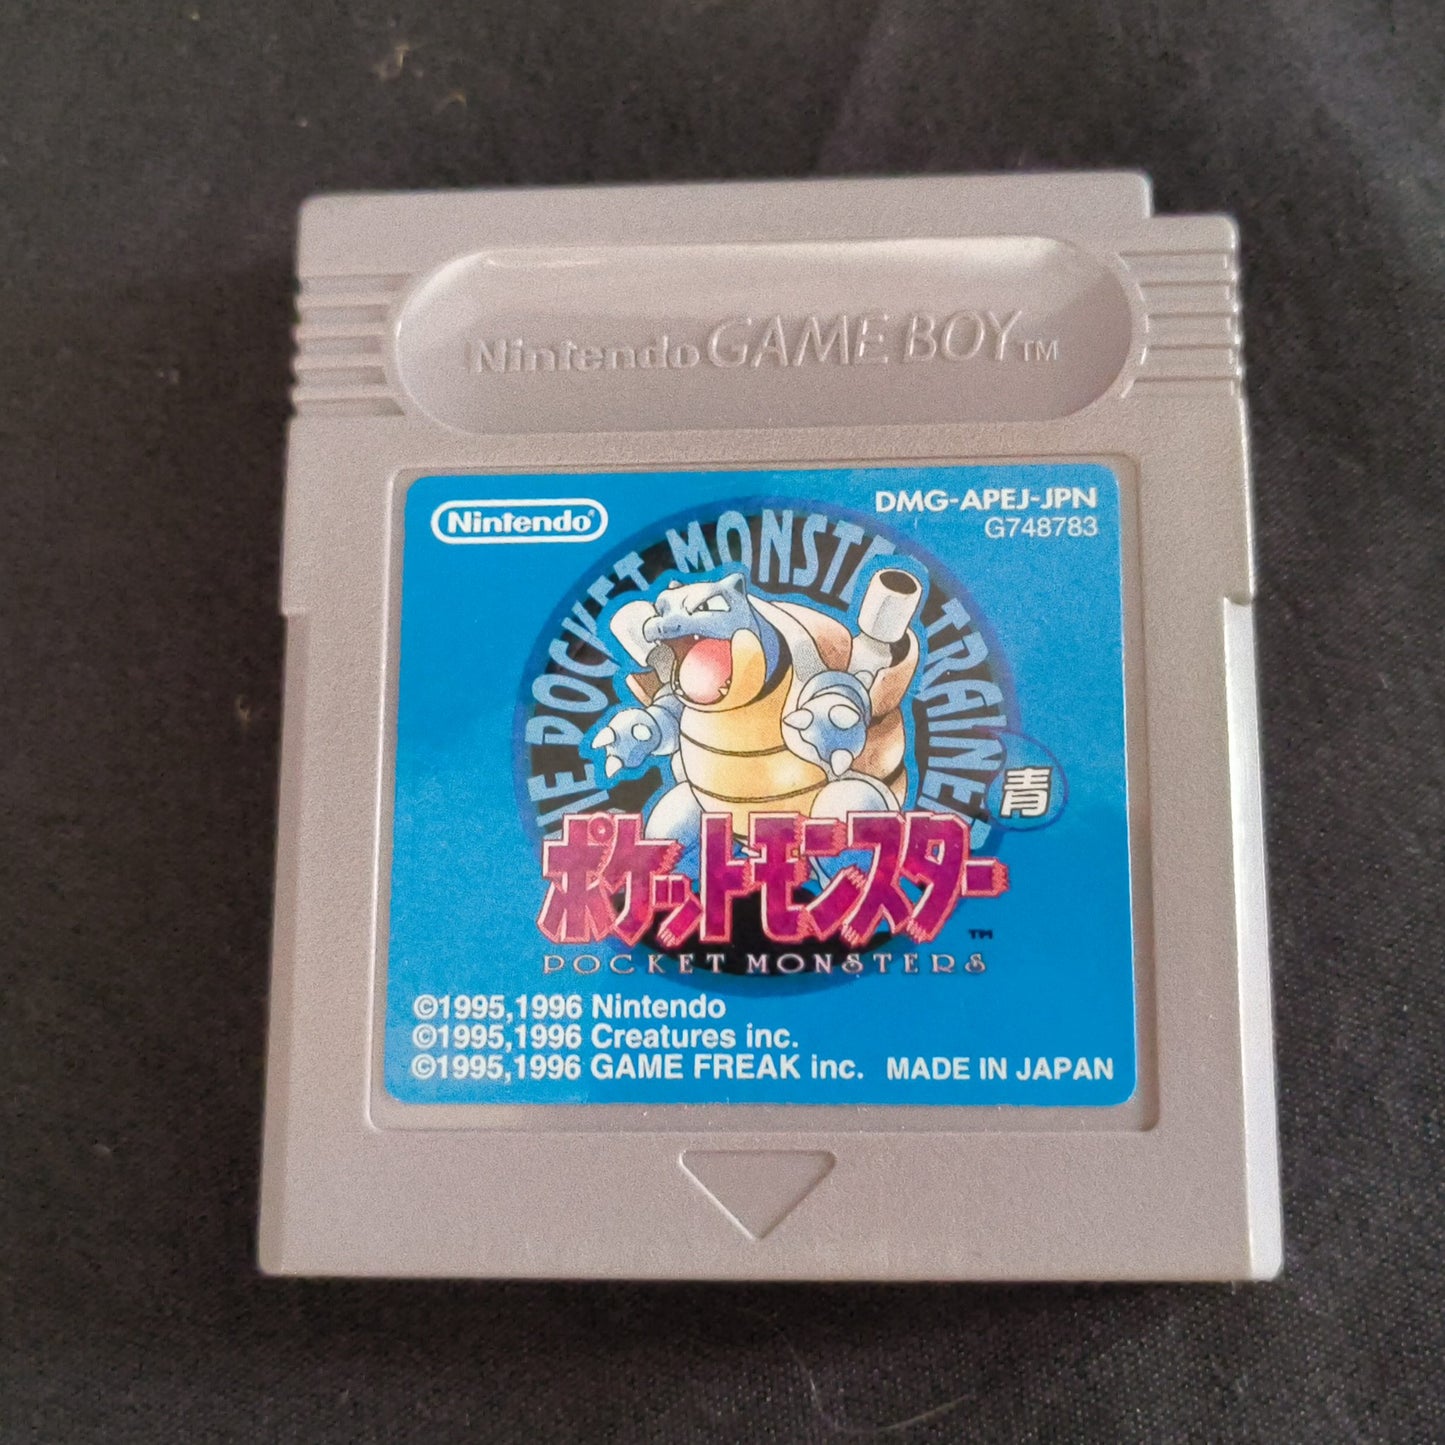 Nintendo GAME BOY™
Nintendo®
DMG-APEJ-JPN
G748783
POCKET MONSTER TRAINER
青
ポケットモンスター
™
POCKET MONSTERS
©1995,1996 Nintendo
©1995,1996 Creatures inc.
©1995,1996 GAME FREAK inc. MADE IN JAPAN